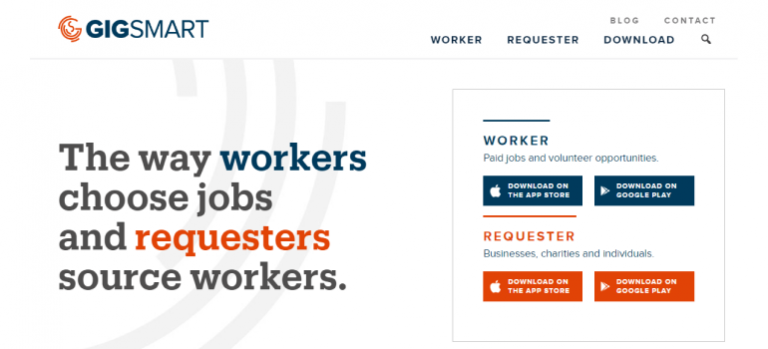 BLOG CONTACT
GIGSMART
WORKER REQUESTER DOWNLOAD
The way workers
choose jobs
and requesters
source workers.
WORKER
Paid jobs and volunteer opportunities.
DOWNLOAD ON
THE APP STORE
DOWNLOAD ON
GOOGLE PLAY
REQUESTER
Businesses, charities and individuals.
DOWNLOAD ON
THE APP STORE
DOWNLOAD ON
GOOGLE PLAY